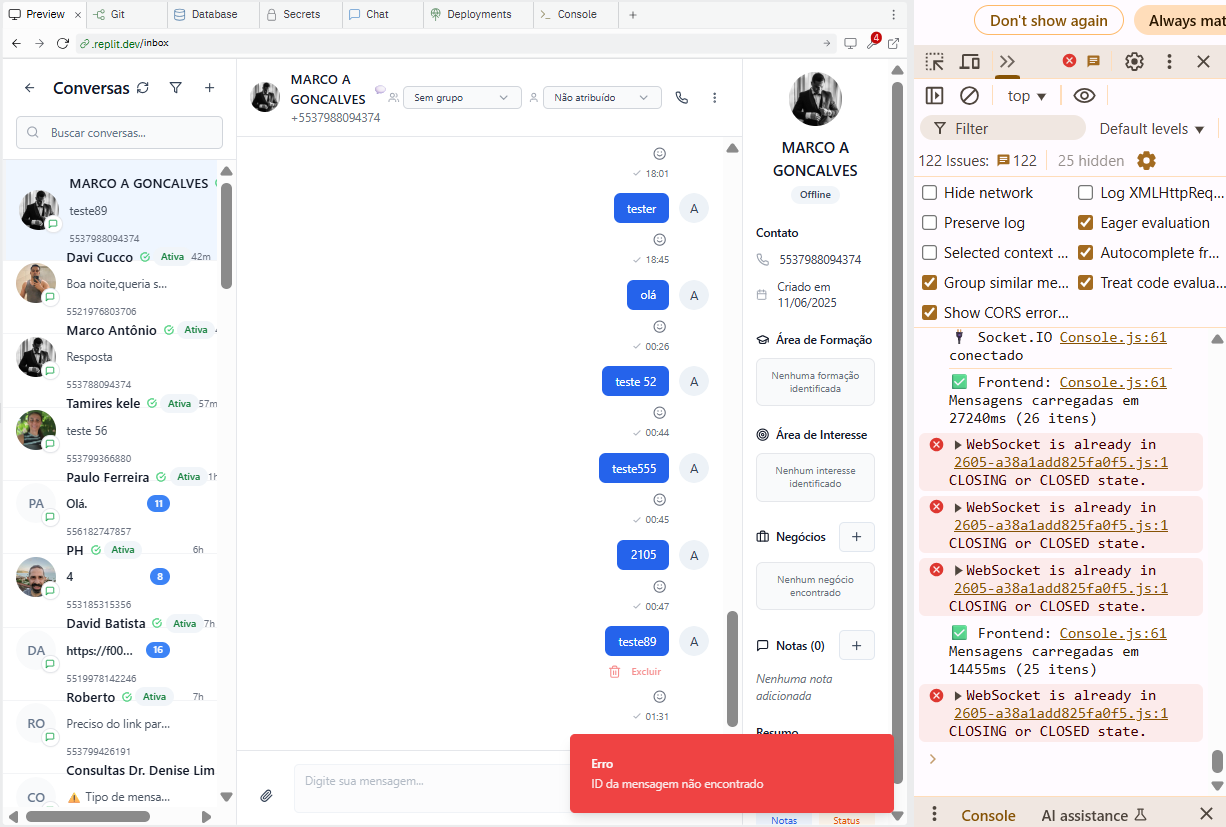 Preview
Git
Database
Secrets
Chat
Deployments
Console
.replit.dev/inbox
4
Conversas
Buscar conversas...
MARCO A GONCALVES
teste89
5537988094374
Davi Cucco Ativa 42m
Boa noite,queria s...
5521976803706
Marco Antônio Ativa
Resposta
553788094374
Tamires kele Ativa 57m
teste 56
553799366880
Paulo Ferreira Ativa 1h
PA
Olá.
11
556182747857
PH Ativa 6h
4
8
553185315356
David Batista Ativa 7h
DA
https://f00...
16
5519978142246
Roberto Ativa 7h
RO
Preciso do link par...
553799426191
Consultas Dr. Denise Lim
CO
Tipo de mensa...
MARCO A
GONCALVES
+5537988094374
Sem grupo
Não atribuído
18:01
tester
A
18:45
olá
A
00:26
teste 52
A
00:44
teste555
A
00:45
2105
A
00:47
teste89
A
Excluir
01:31
Digite sua mensagem...
MARCO A
GONCALVES
Offline
Contato
5537988094374
Criado em
11/06/2025
Área de Formação
Nenhuma formação
identificada
Área de Interesse
Nenhum interesse
identificado
Negócios
Nenhum negócio
encontrado
Notas (0)
Nenhuma nota
adicionada
Resumo
Erro
ID da mensagem não encontrado
Notas
Status
Don't show again
Always mat
top
Filter
Default levels
122 Issues: 122
25 hidden
Hide network
Log XMLHttpReq...
Preserve log
Eager evaluation
Selected context ...
Autocomplete fr...
Group similar me...
Treat code evalua...
Show CORS error...
Socket.IO Console.js:61
conectado
Frontend: Console.js:61
Mensagens carregadas em
27240ms (26 itens)
WebSocket is already in
2605-a38a1add825fa0f5.js:1
CLOSING or CLOSED state.
WebSocket is already in
2605-a38a1add825fa0f5.js:1
CLOSING or CLOSED state.
WebSocket is already in
2605-a38a1add825fa0f5.js:1
CLOSING or CLOSED state.
Frontend: Console.js:61
Mensagens carregadas em
14455ms (25 itens)
WebSocket is already in
2605-a38a1add825fa0f5.js:1
CLOSING or CLOSED state.
Console
AI assistance